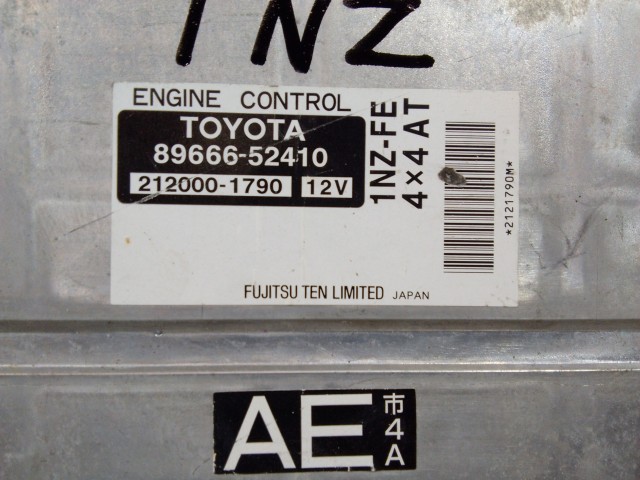 1NZ
ENGINE CONTROL
TOYOTA
89666-52410
212000-1790 12V
1NZ-FE
4×4 AT
*2121790M*
FUJITSU TEN LIMITED JAPAN
AE 市4A